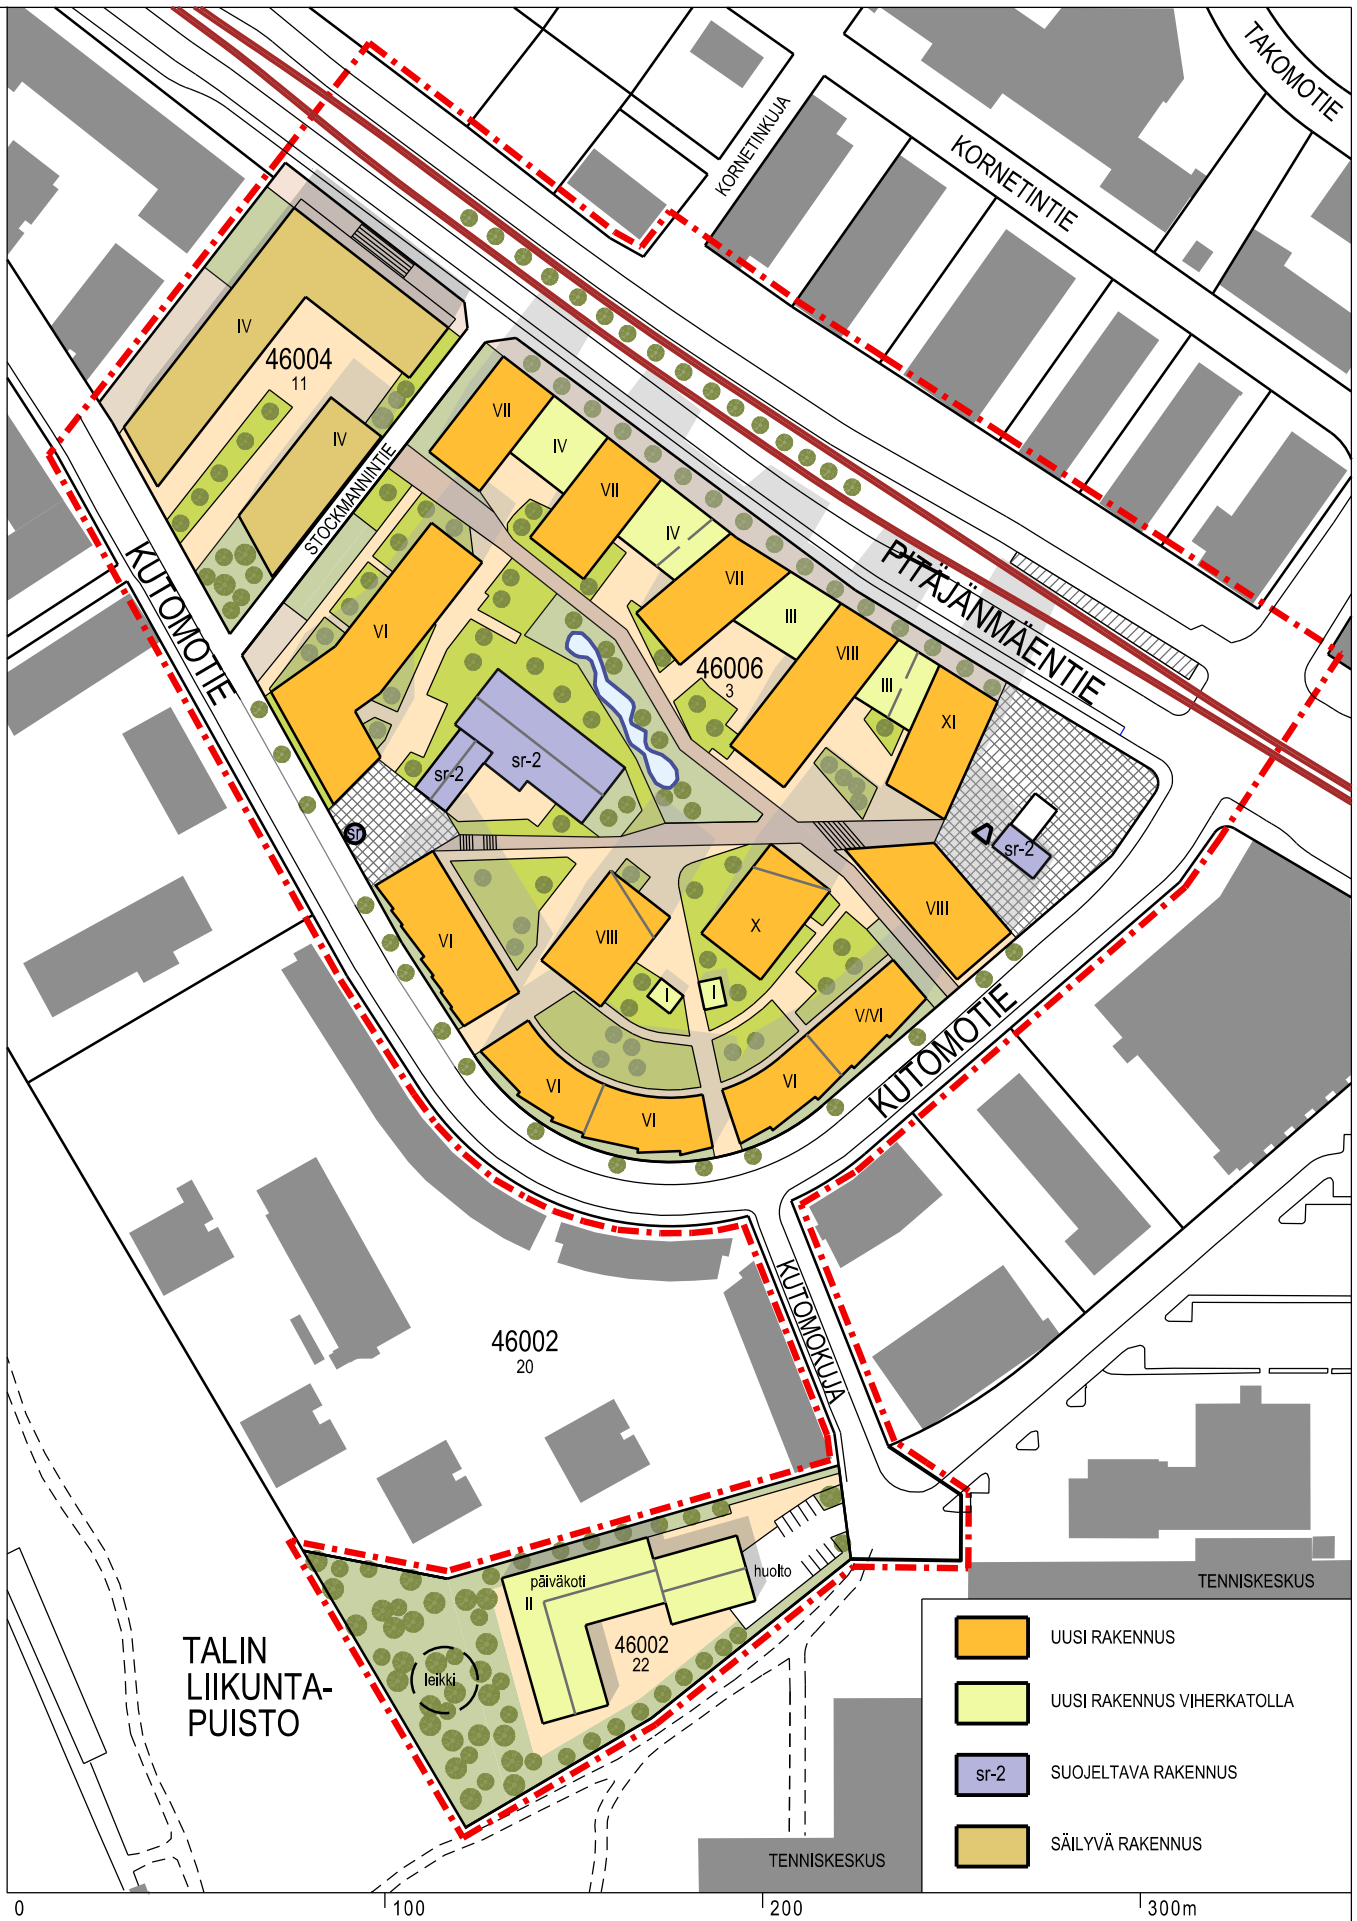 TAKOMOTIE
KORNETINKUJA
KORNETINTIE
IV
46004
11
IV
STOCKMANNINTIE
KUTOMOTIE
VII
IV
VII
IV
VII
III
VIII
III
XI
PITÄJÄNMÄENTIE
VI
46006
3
sr-2
sr-2
sr
sr-2
VI
VIII
X
VIII
I
I
V/VI
VI
VI
VI
KUTOMOTIE
KUTOMOKUJA
46002
20
päiväkoti
II
huolto
46002
22
leikki
TALIN
LIIKUNTA-
PUISTO
TENNISKESKUS
TENNISKESKUS
UUSI RAKENNUS
UUSI RAKENNUS VIHERKATOLLA
sr-2 SUOJELTAVA RAKENNUS
SÄILYVÄ RAKENNUS
0 100 200 300m